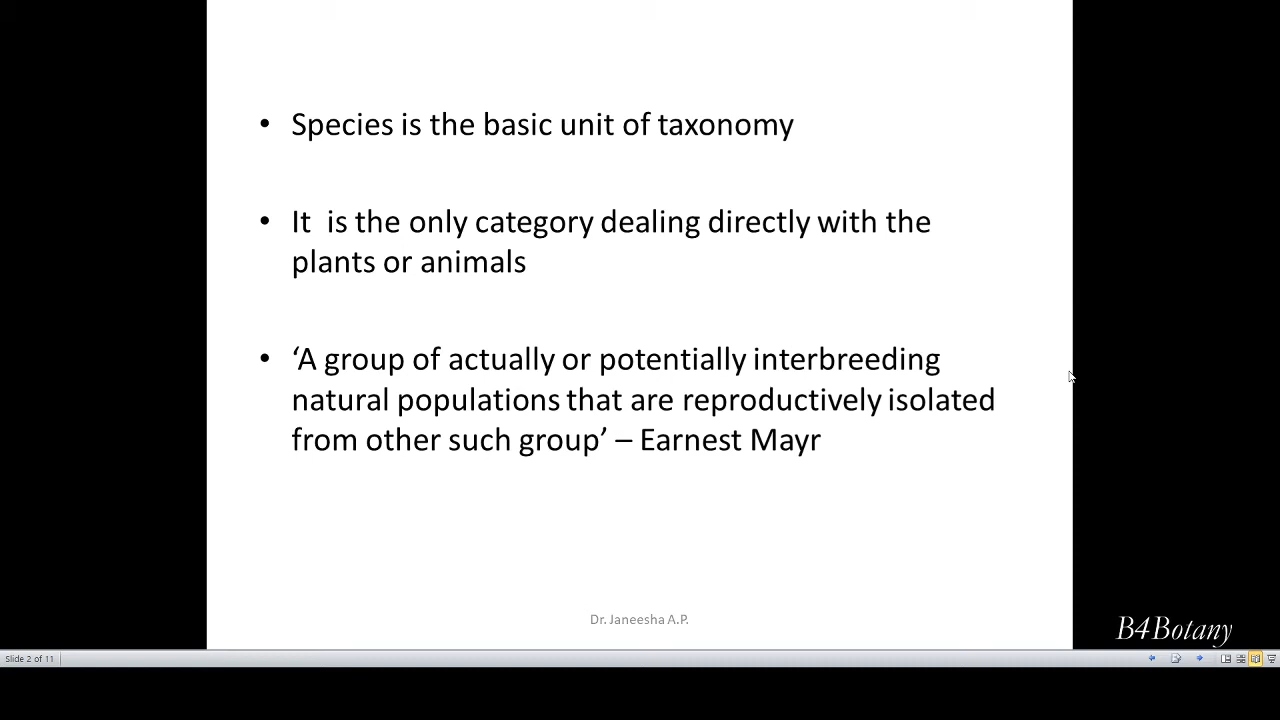 • Species is the basic unit of taxonomy
• It is the only category dealing directly with the
plants or animals
• ‘A group of actually or potentially interbreeding
natural populations that are reproductively isolated
from other such group’ – Earnest Mayr
Dr. Janeesha A.P.
B4Botany
Slide 2 of 11